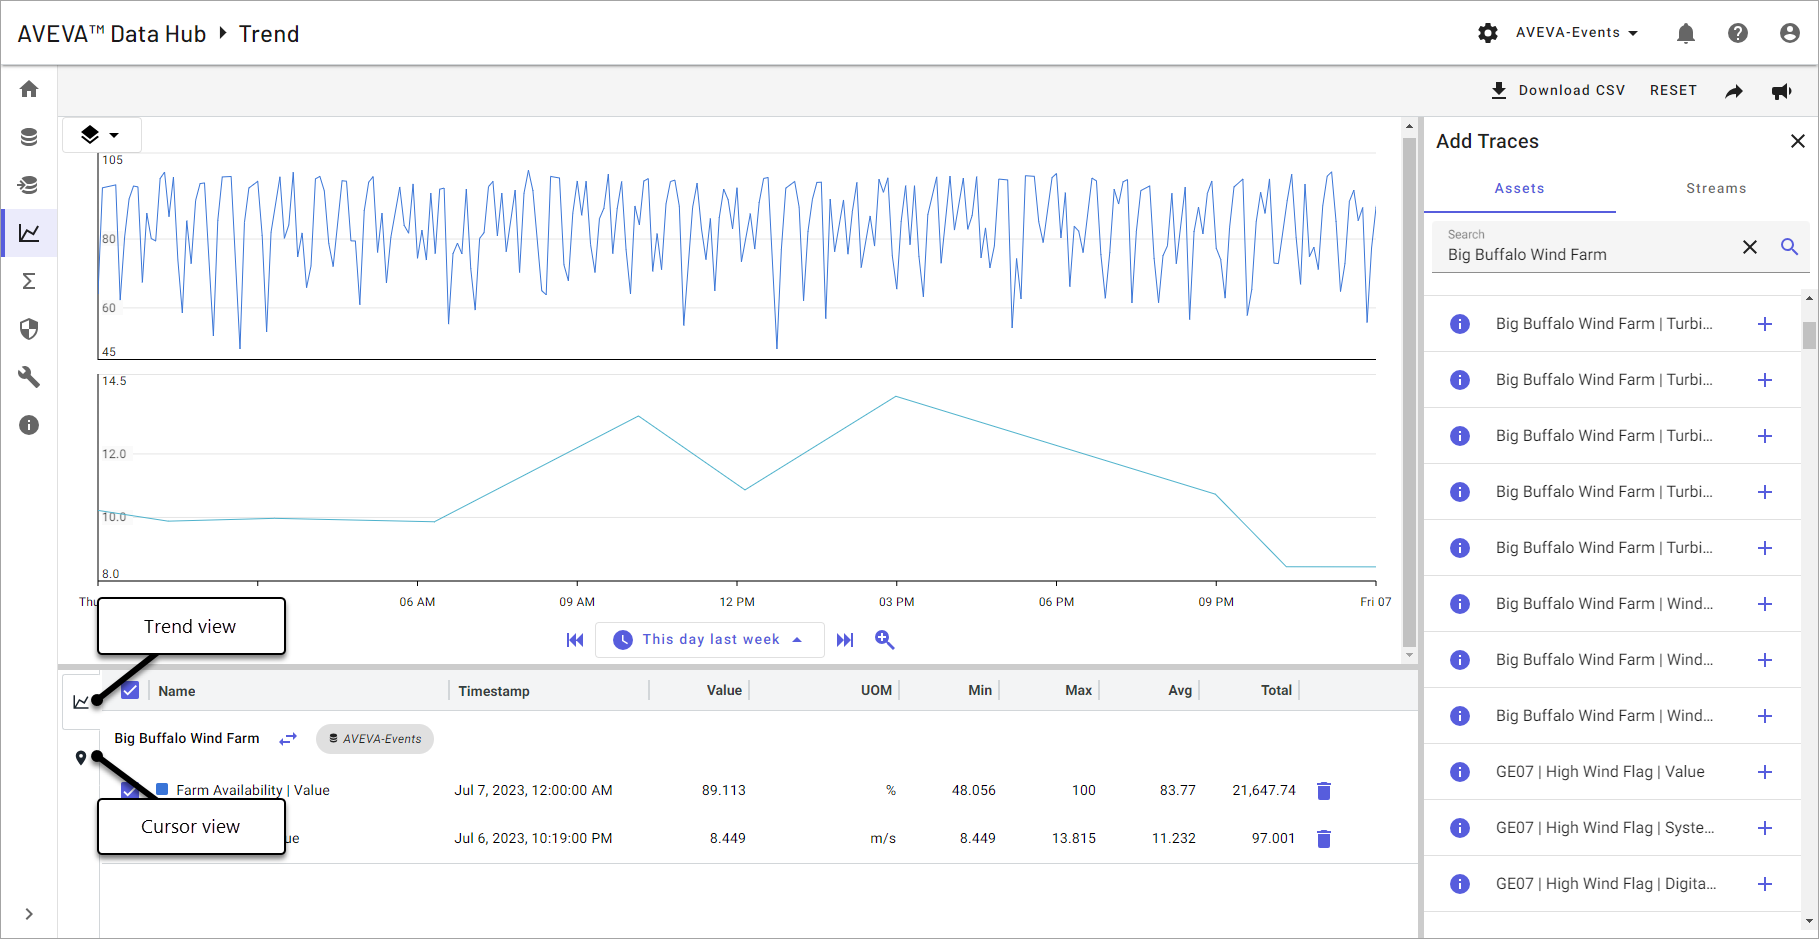 AVEVA™ Data Hub ▸ Trend
AVEVA-Events
Download CSV RESET
105
80
60
45
14.5
12.0
10.0
8.0
06 AM 09 AM 12 PM 03 PM 06 PM 09 PM Fri 07
This day last week
Trend view
Name Timestamp Value UOM Min Max Avg Total
Big Buffalo Wind Farm AVEVA-Events
Farm Availability | Value Jul 7, 2023, 12:00:00 AM 89.113 % 48.056 100 83.77 21,647.74
Cursor view
Jul 6, 2023, 10:19:00 PM 8.449 m/s 8.449 13.815 11.232 97.001
Add Traces
Assets Streams
Search
Big Buffalo Wind Farm
Big Buffalo Wind Farm | Turbi...
Big Buffalo Wind Farm | Turbi...
Big Buffalo Wind Farm | Turbi...
Big Buffalo Wind Farm | Turbi...
Big Buffalo Wind Farm | Turbi...
Big Buffalo Wind Farm | Wind...
Big Buffalo Wind Farm | Wind...
Big Buffalo Wind Farm | Wind...
GE07 | High Wind Flag | Value
GE07 | High Wind Flag | Syste...
GE07 | High Wind Flag | Digita...